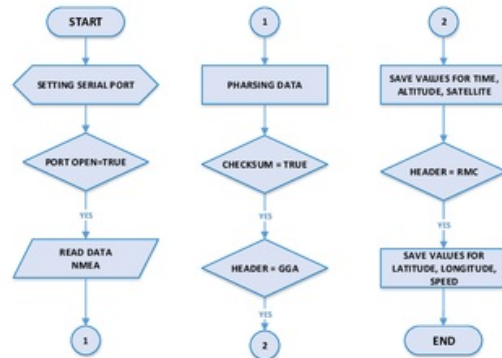 START
SETTING SERIAL PORT
PORT OPEN=TRUE
YES
READ DATA
NMEA
1
1
PHARSING DATA
CHECKSUM = TRUE
YES
HEADER = GGA
YES
2
2
SAVE VALUES FOR TIME,
ALTITUDE, SATELLITE
HEADER = RMC
YES
SAVE VALUES FOR
LATITUDE, LONGITUDE,
SPEED
END